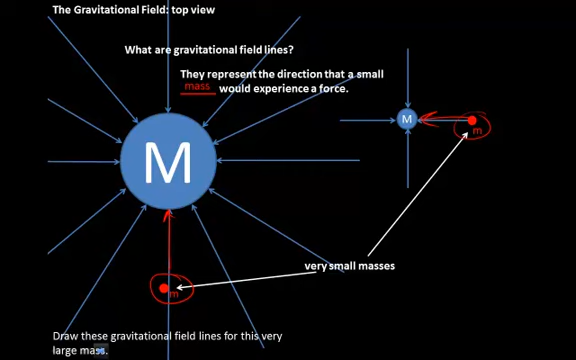 The Gravitational Field: top view
What are gravitational field lines?
They represent the direction that a small
mass would experience a force.
M
M
m
very small masses
m
Draw these gravitational field lines for this very
large mass.